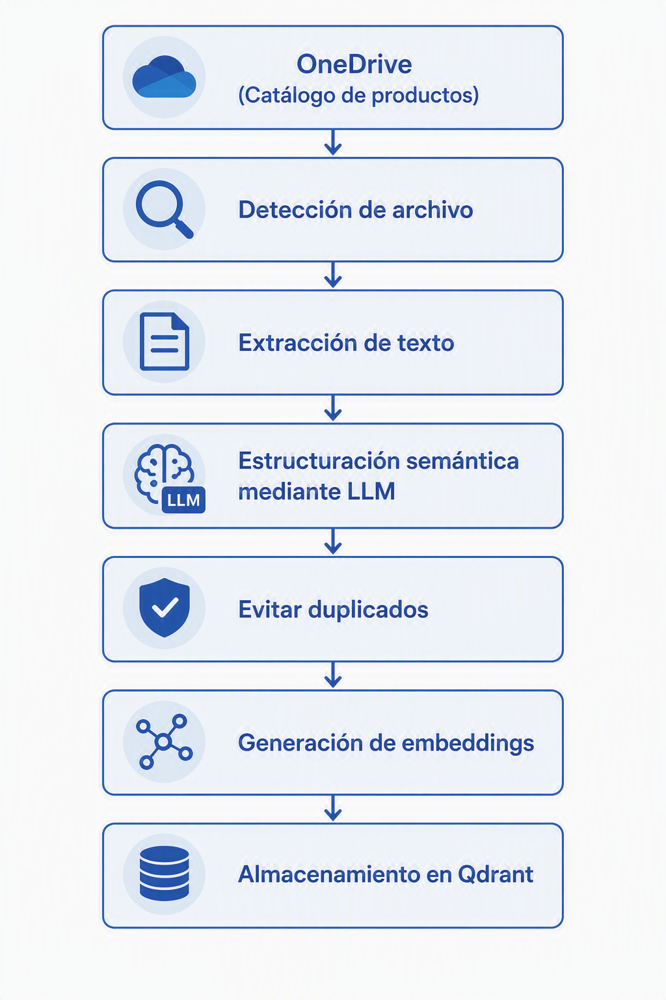 OneDrive
(Catálogo de productos)
Detección de archivo
Extracción de texto
Estructuración semántica
mediante LLM
LLM
Evitar duplicados
Generación de embeddings
Almacenamiento en Qdrant